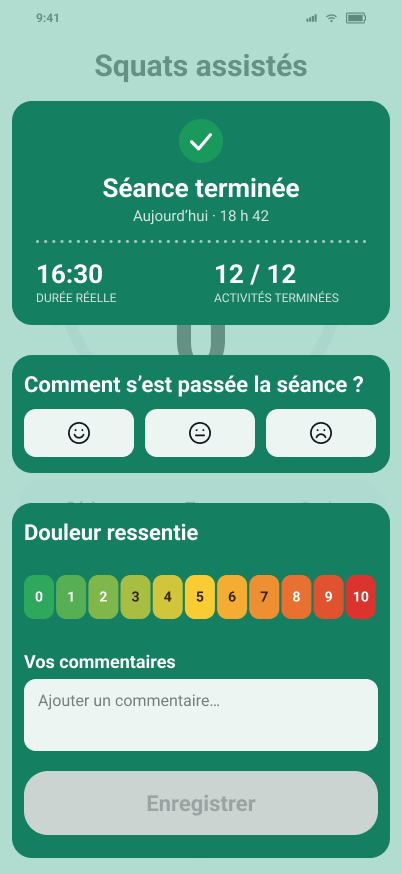 9:41
Squats assistés
Séance terminée
Aujourd’hui · 18 h 42
16:30
12 / 12
DURÉE RÉELLE
ACTIVITÉS TERMINÉES
0
Comment s’est passée la séance ?
Douleur ressentie
0 1 2 3 4 5 6 7 8 9 10
Vos commentaires
Ajouter un commentaire…
Enregistrer